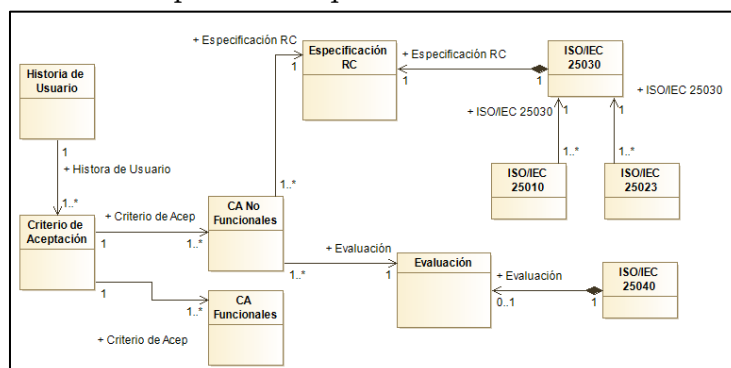 + Especificación RC
Especificación
RC
+ Especificación RC
ISO/IEC
25030
1
1
1
Historia de
Usuario
+ ISO/IEC 25030
+ ISO/IEC 25030
1
1
1
+ Histora de Usuario
1..*
1..*
ISO/IEC
25010
ISO/IEC
25023
1..*
1..*
Criterio de
Aceptación
+ Criterio de Acep
CA No
Funcionales
1
1..*
+ Evaluación
1..*
1
Evaluación
+ Evaluación
ISO/IEC
25040
0..1
1
1
1..*
CA
Funcionales
+ Criterio de Acep